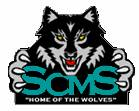 SCMS
"HOME OF THE WOLVES"